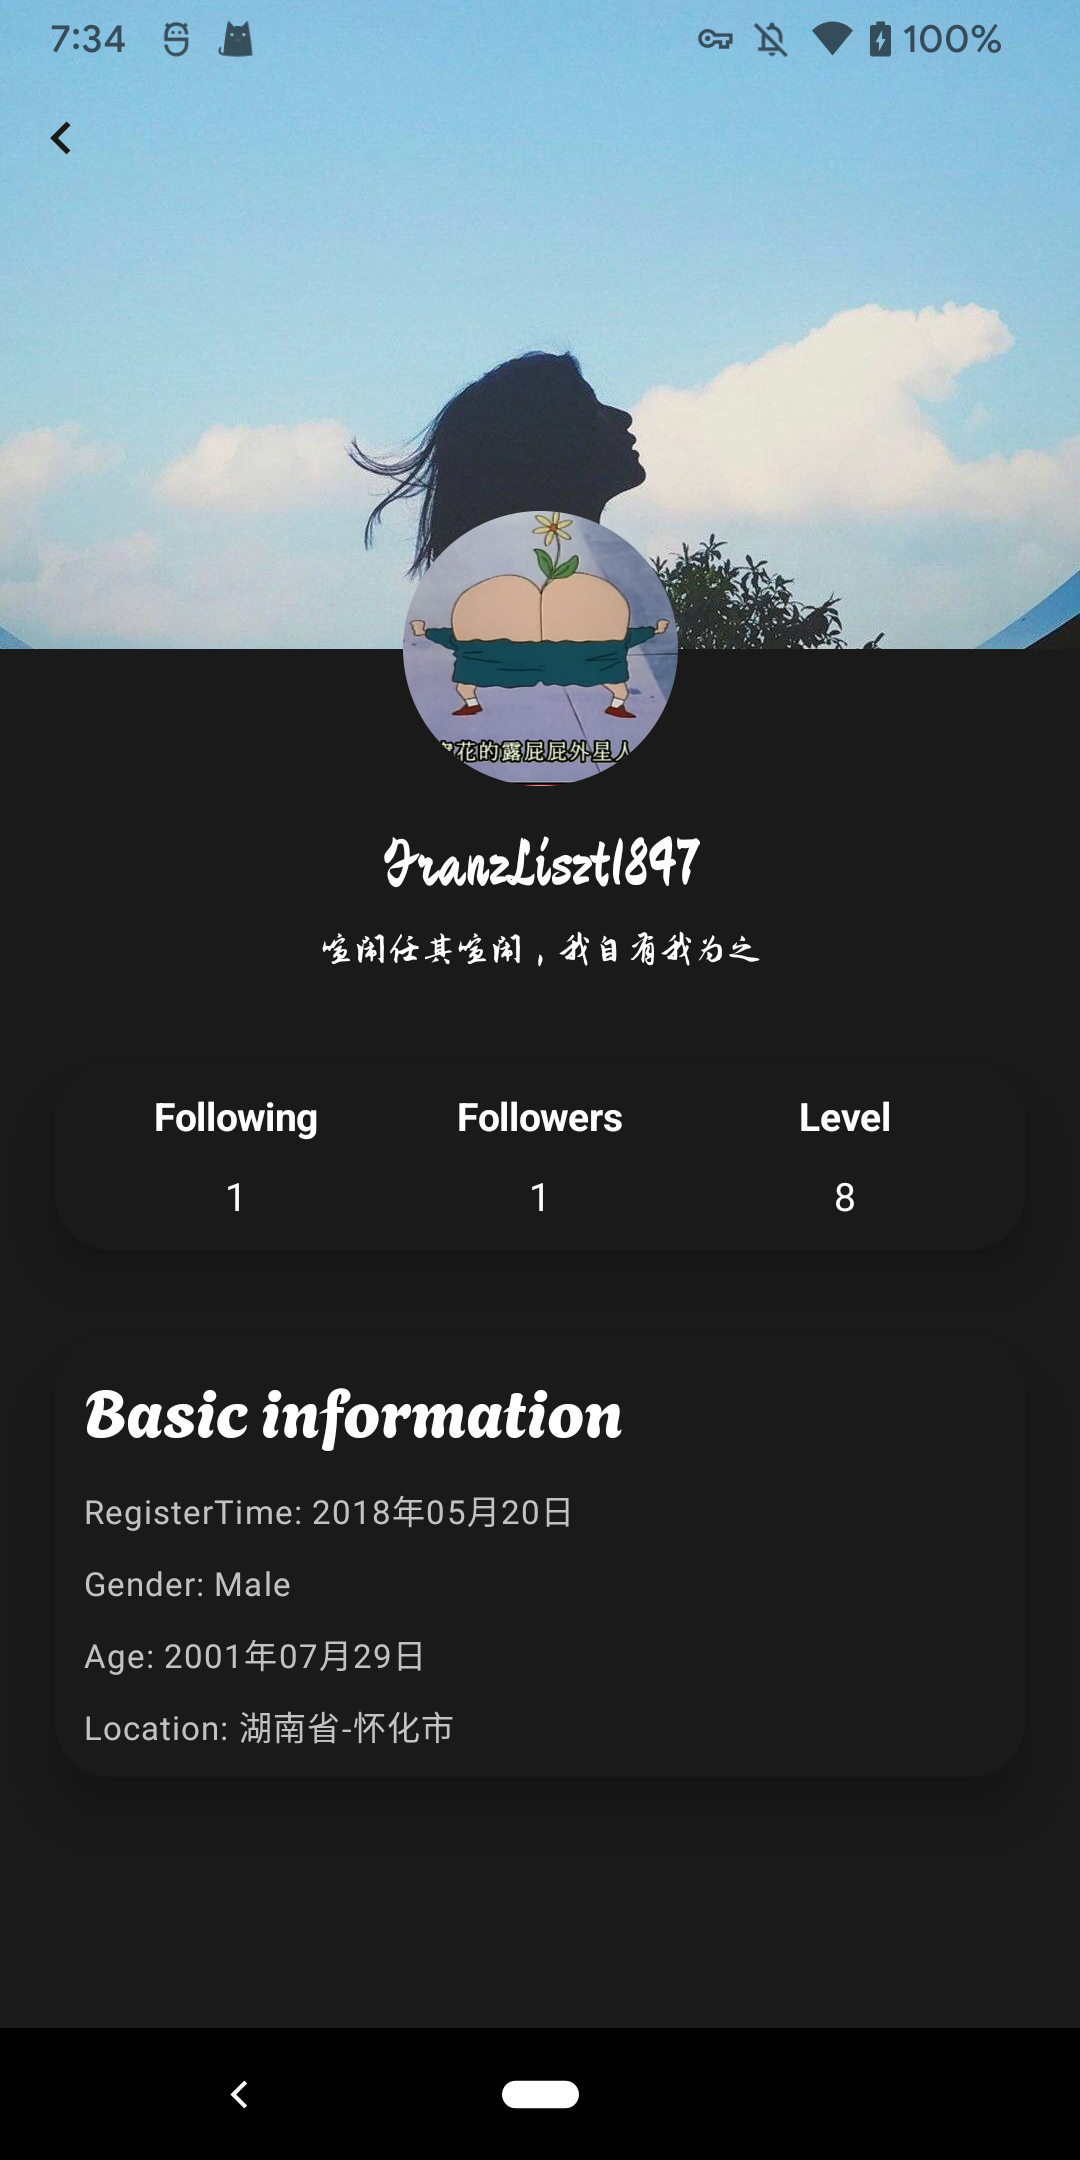 7:34 100%
花的露屁屁外星人
FranzLiszt1847
喧闹任其喧闹，我自有我为之
Following Followers Level
1 1 8
Basic information
RegisterTime: 2018年05月20日
Gender: Male
Age: 2001年07月29日
Location: 湖南省-怀化市